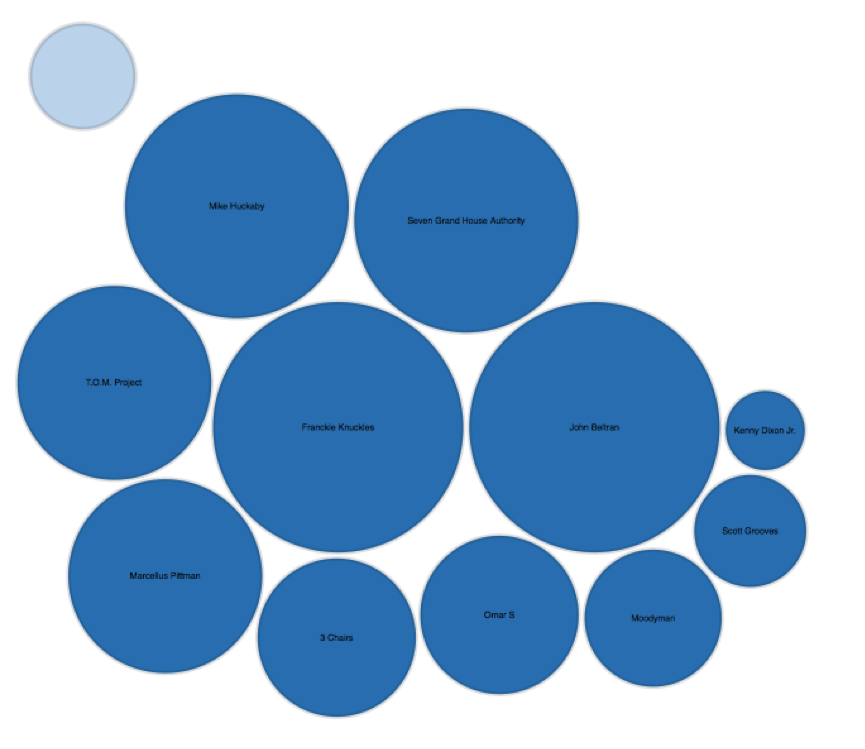 Mike Huckaby
Seven Grand House Authority
T.O.M. Project
Franckie Knuckles
John Beltran
Kenny Dixon Jr.
Scott Grooves
Marcellus Pittman
Omar S
Moodyman
3 Chairs